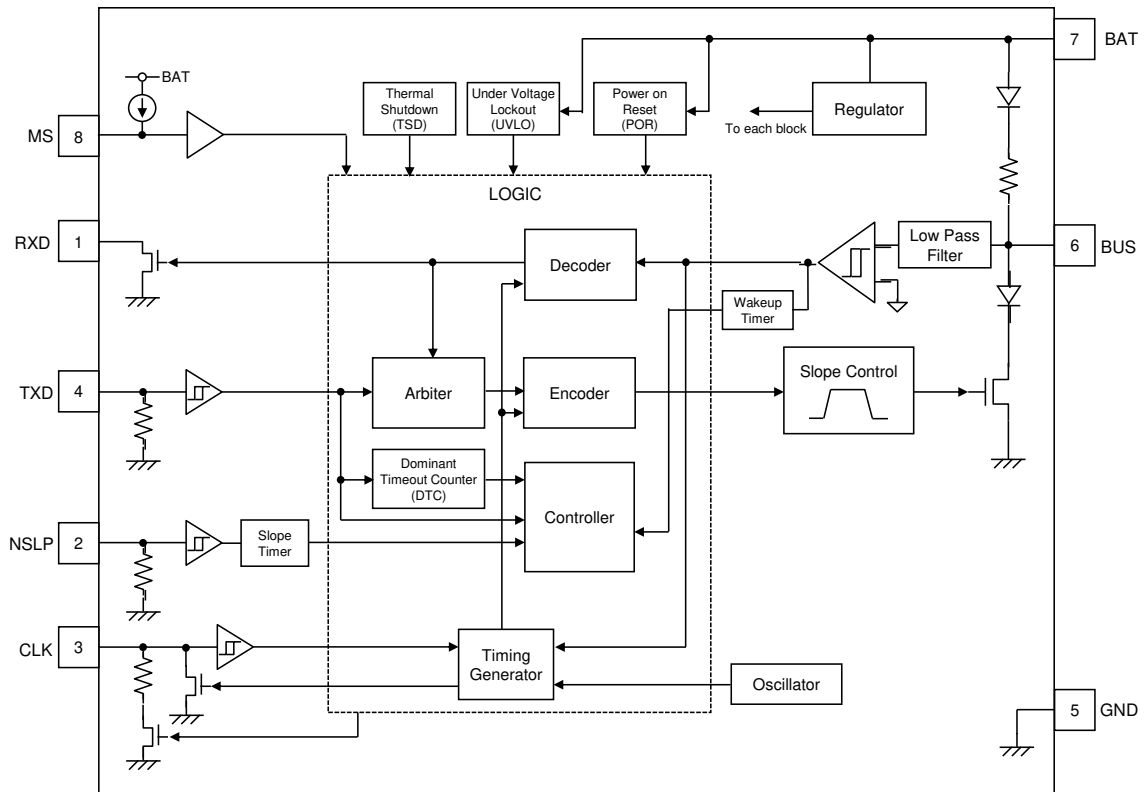 7
BAT
BAT
MS
8
Thermal
Shutdown
(TSD)
Under Voltage
Lockout
(UVLO)
Power on
Reset
(POR)
To each block
Regulator
LOGIC
RXD
1
Decoder
Low Pass
Filter
6
BUS
Wakeup
Timer
TXD
4
Arbiter
Encoder
Slope Control
Dominant
Timeout Counter
(DTC)
Controller
NSLP
2
Slope
Timer
CLK
3
Timing
Generator
Oscillator
5
GND